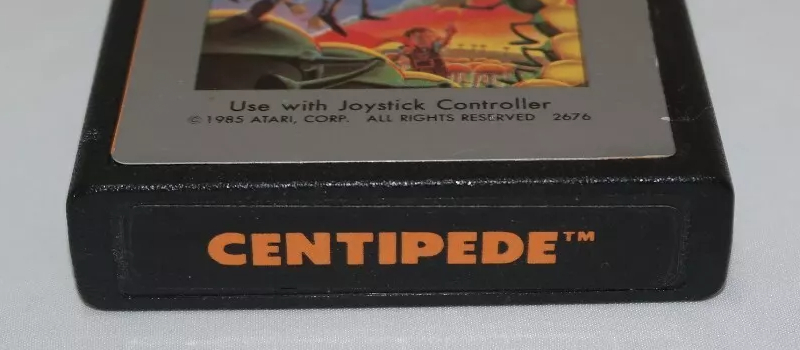 Use with Joystick Controller
© 1985 ATARI, CORP. ALL RIGHTS RESERVED 2676
CENTIPEDE™